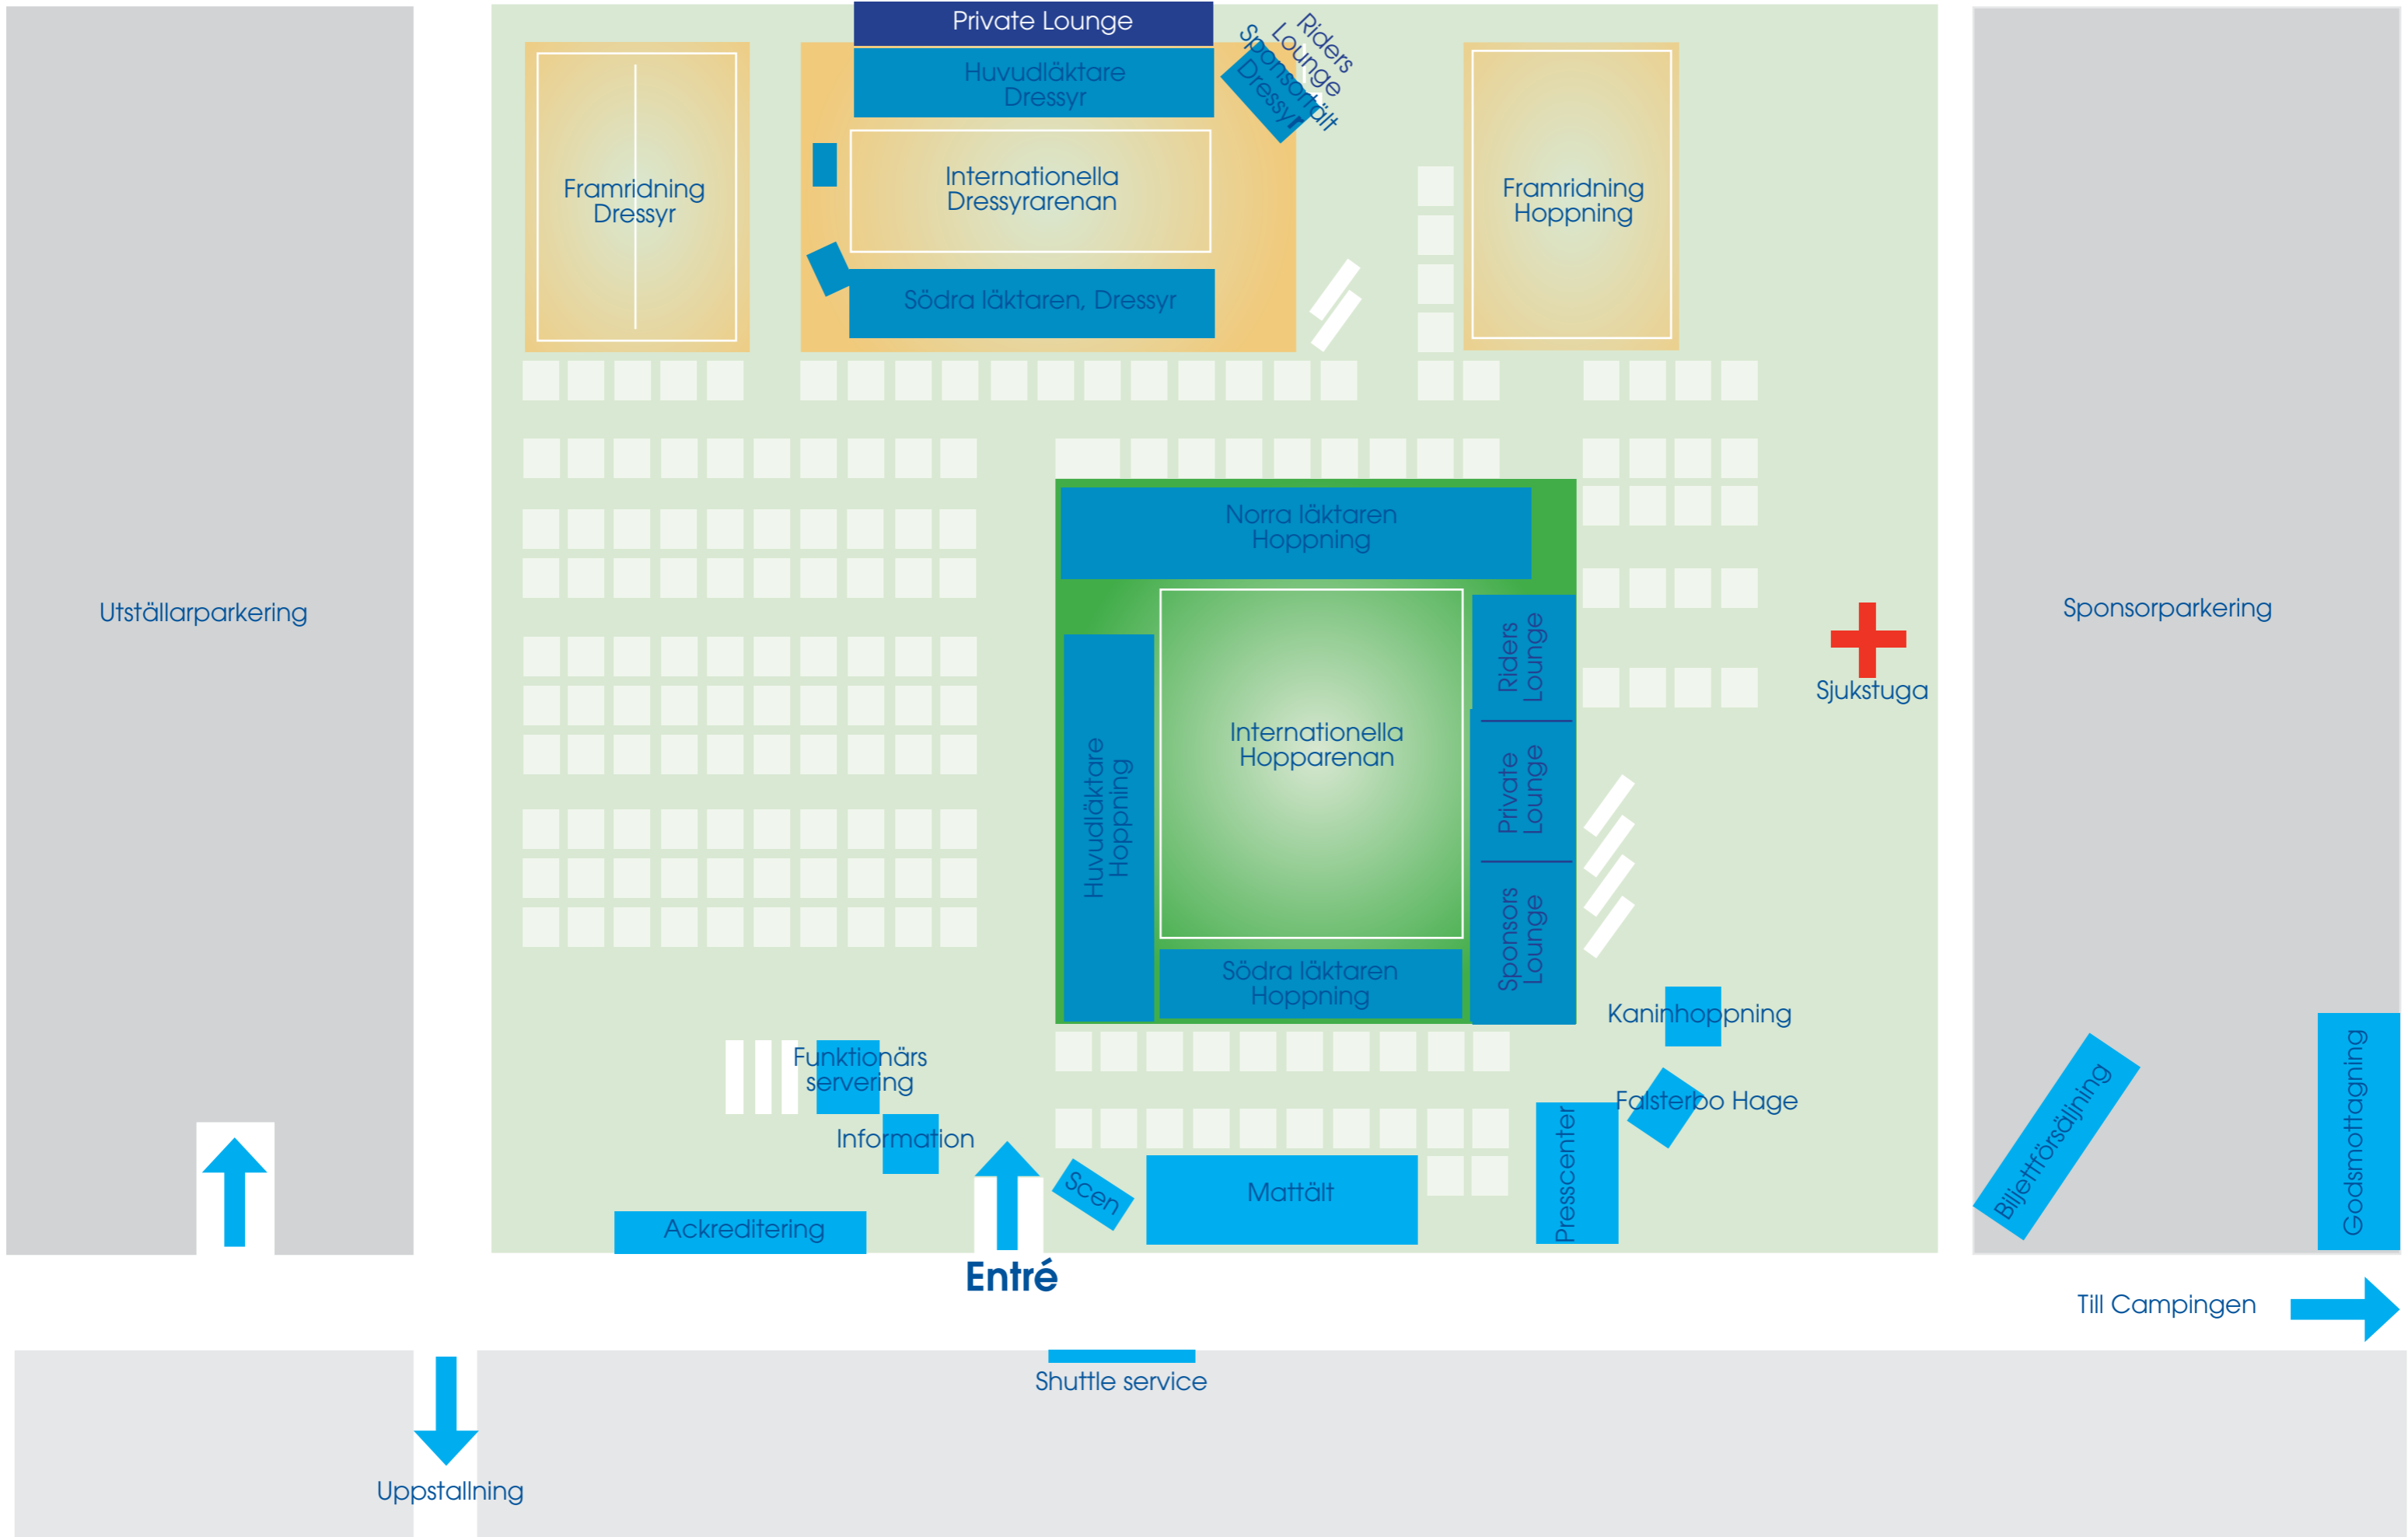 Private Lounge
Huvudläktare
Dressyr
Riders
Lounge
Sponsortält
Dressyr
Framridning
Dressyr
Internationella
Dressyrarenan
Framridning
Hoppning
Södra läktaren, Dressyr
Norra läktaren
Hoppning
Utställarparkering
Sponsorparkering
Riders
Lounge
Sjukstuga
Internationella
Hopparenan
Huvudläktare
Hoppning
Private
Lounge
Sponsors
Lounge
Södra läktaren
Hoppning
Kaninhoppning
Funktionärs
servering
Falsterbo Hage
Information
Presscenter
Biljettförsäljning
Godsmottagning
Scen
Mattält
Ackreditering
Entré
Till Campingen
Shuttle service
Uppstallning